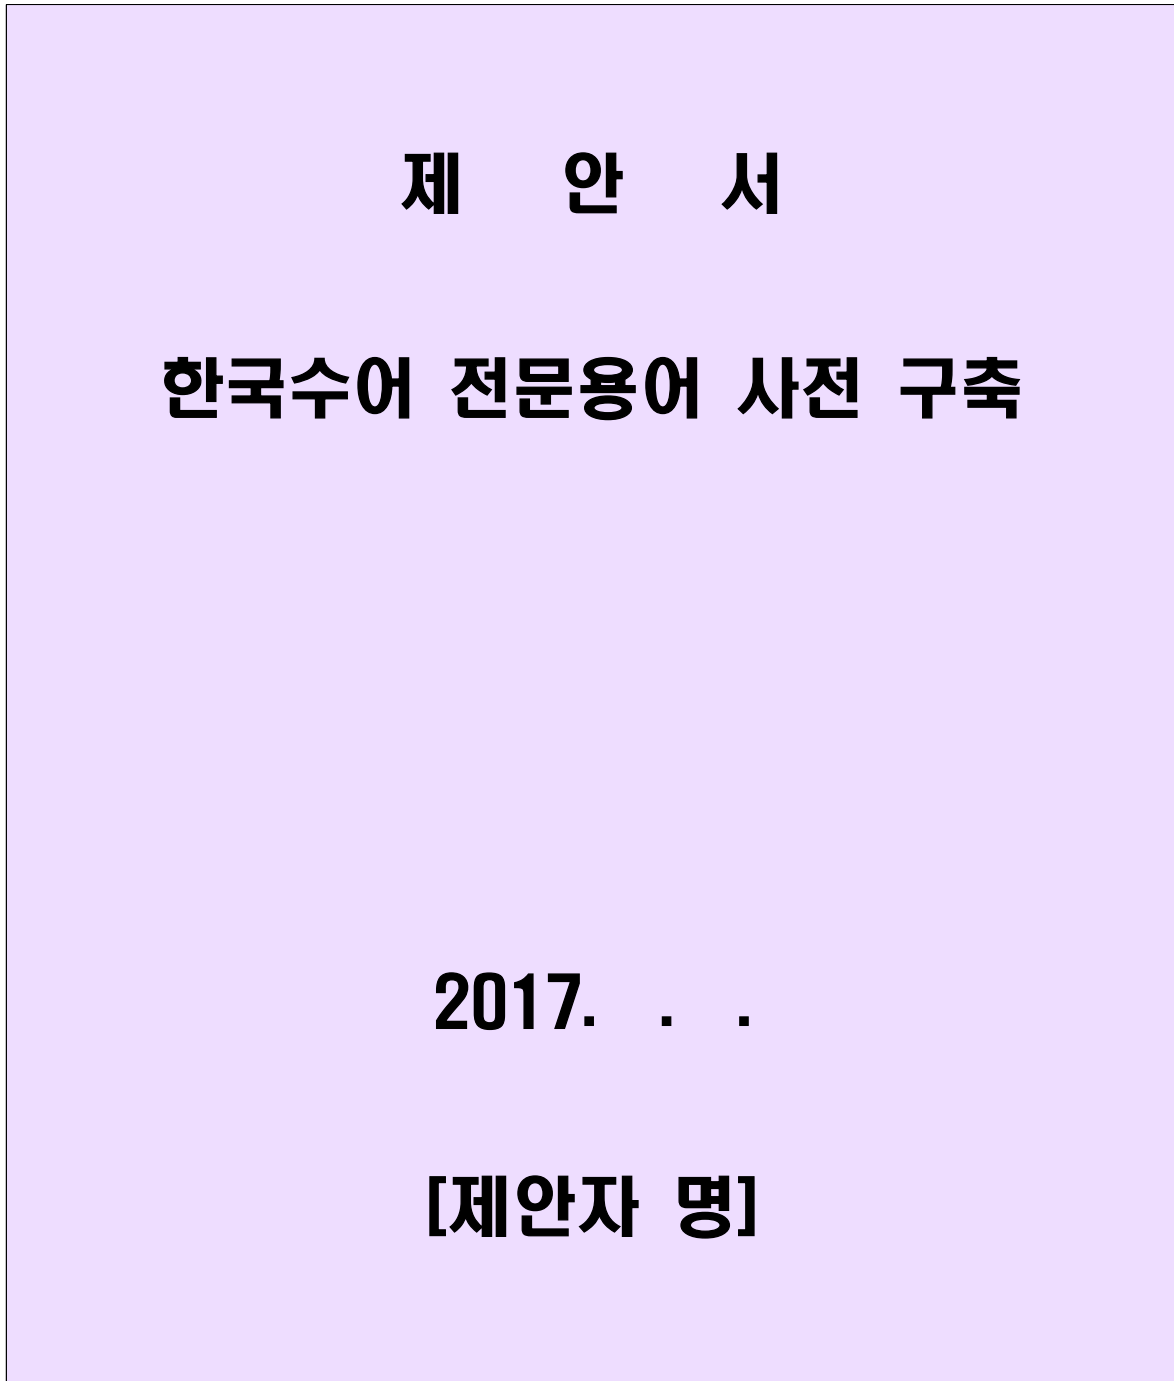 제 안 서
한국수어 전문용어 사전 구축
2017. . .
[제안자 명]